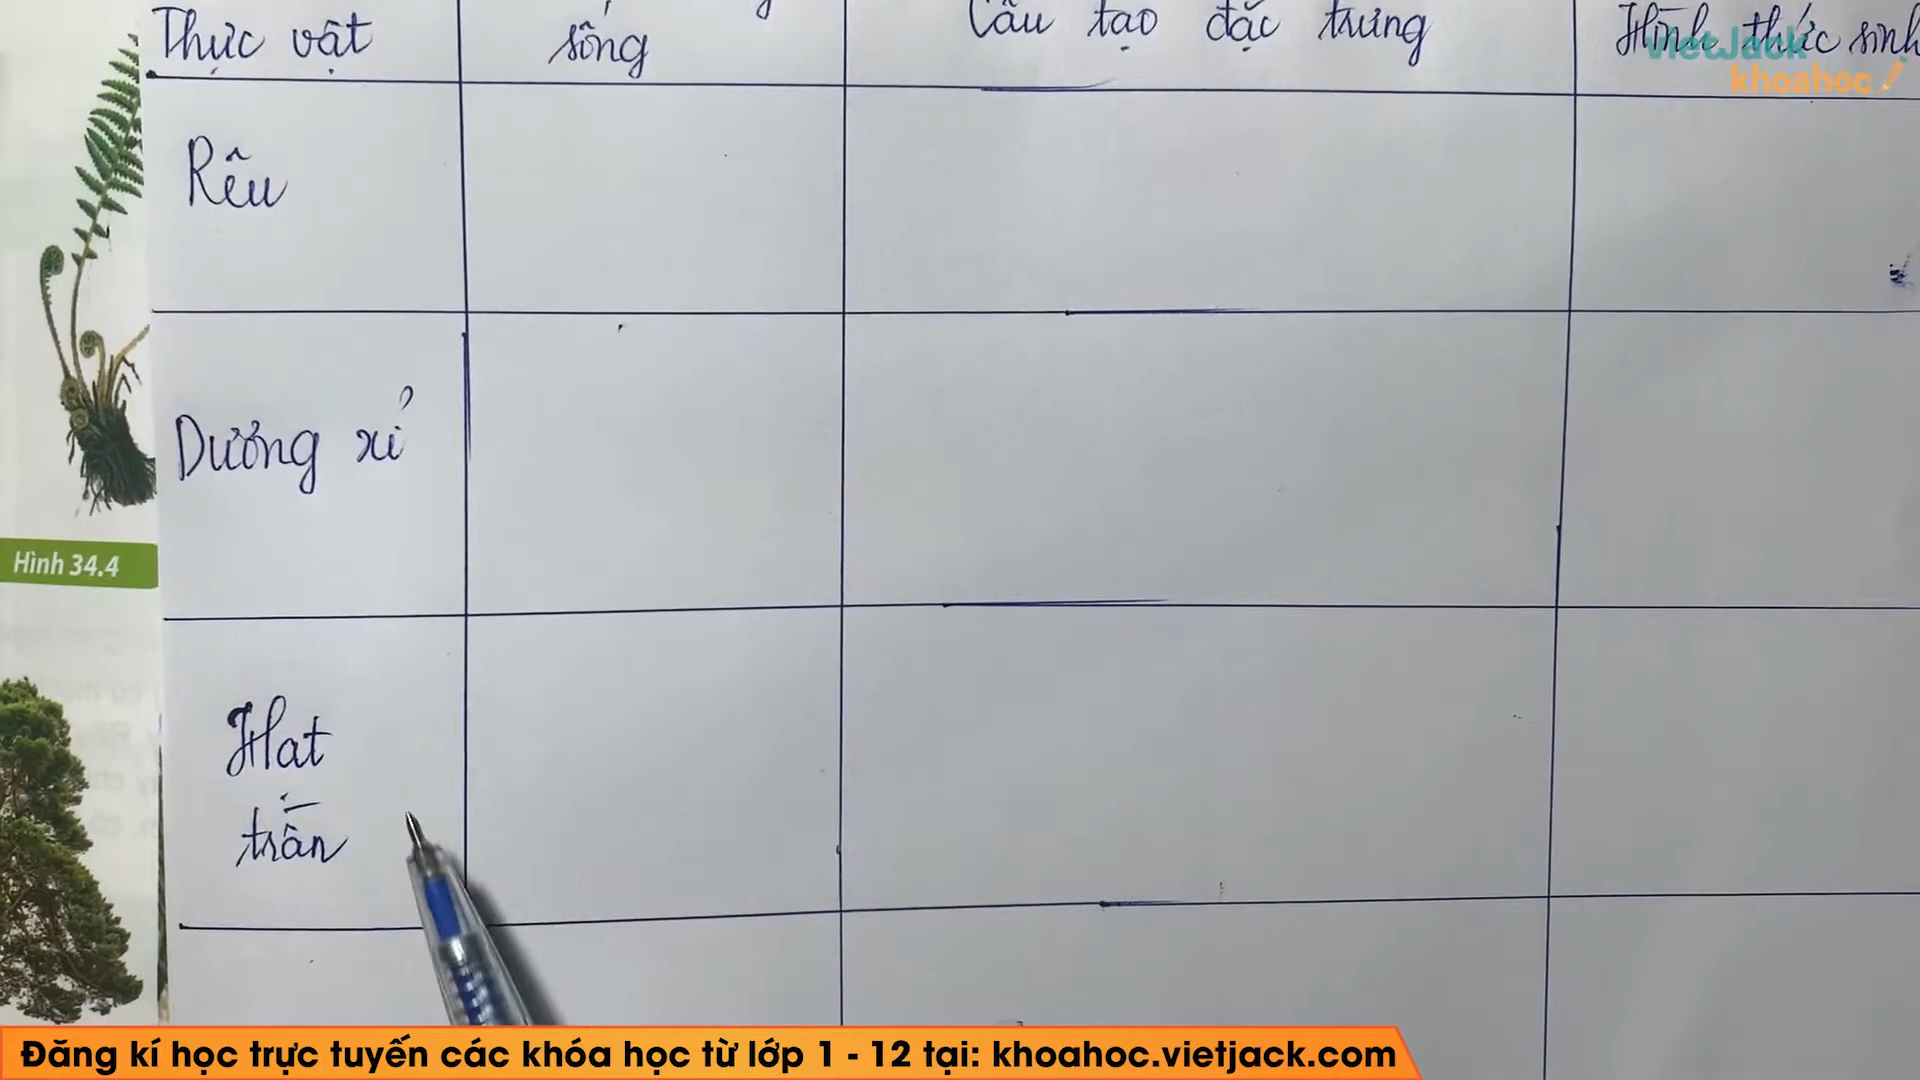 Thực vật
sống
Cấu tạo đặc trưng
Hình thức sinh
vietJack
khoahoc
Rêu
Dương xỉ
Hình 34.4
Hạt
trần
Đăng kí học trực tuyến các khóa học từ lớp 1 - 12 tại: khoahoc.vietjack.com